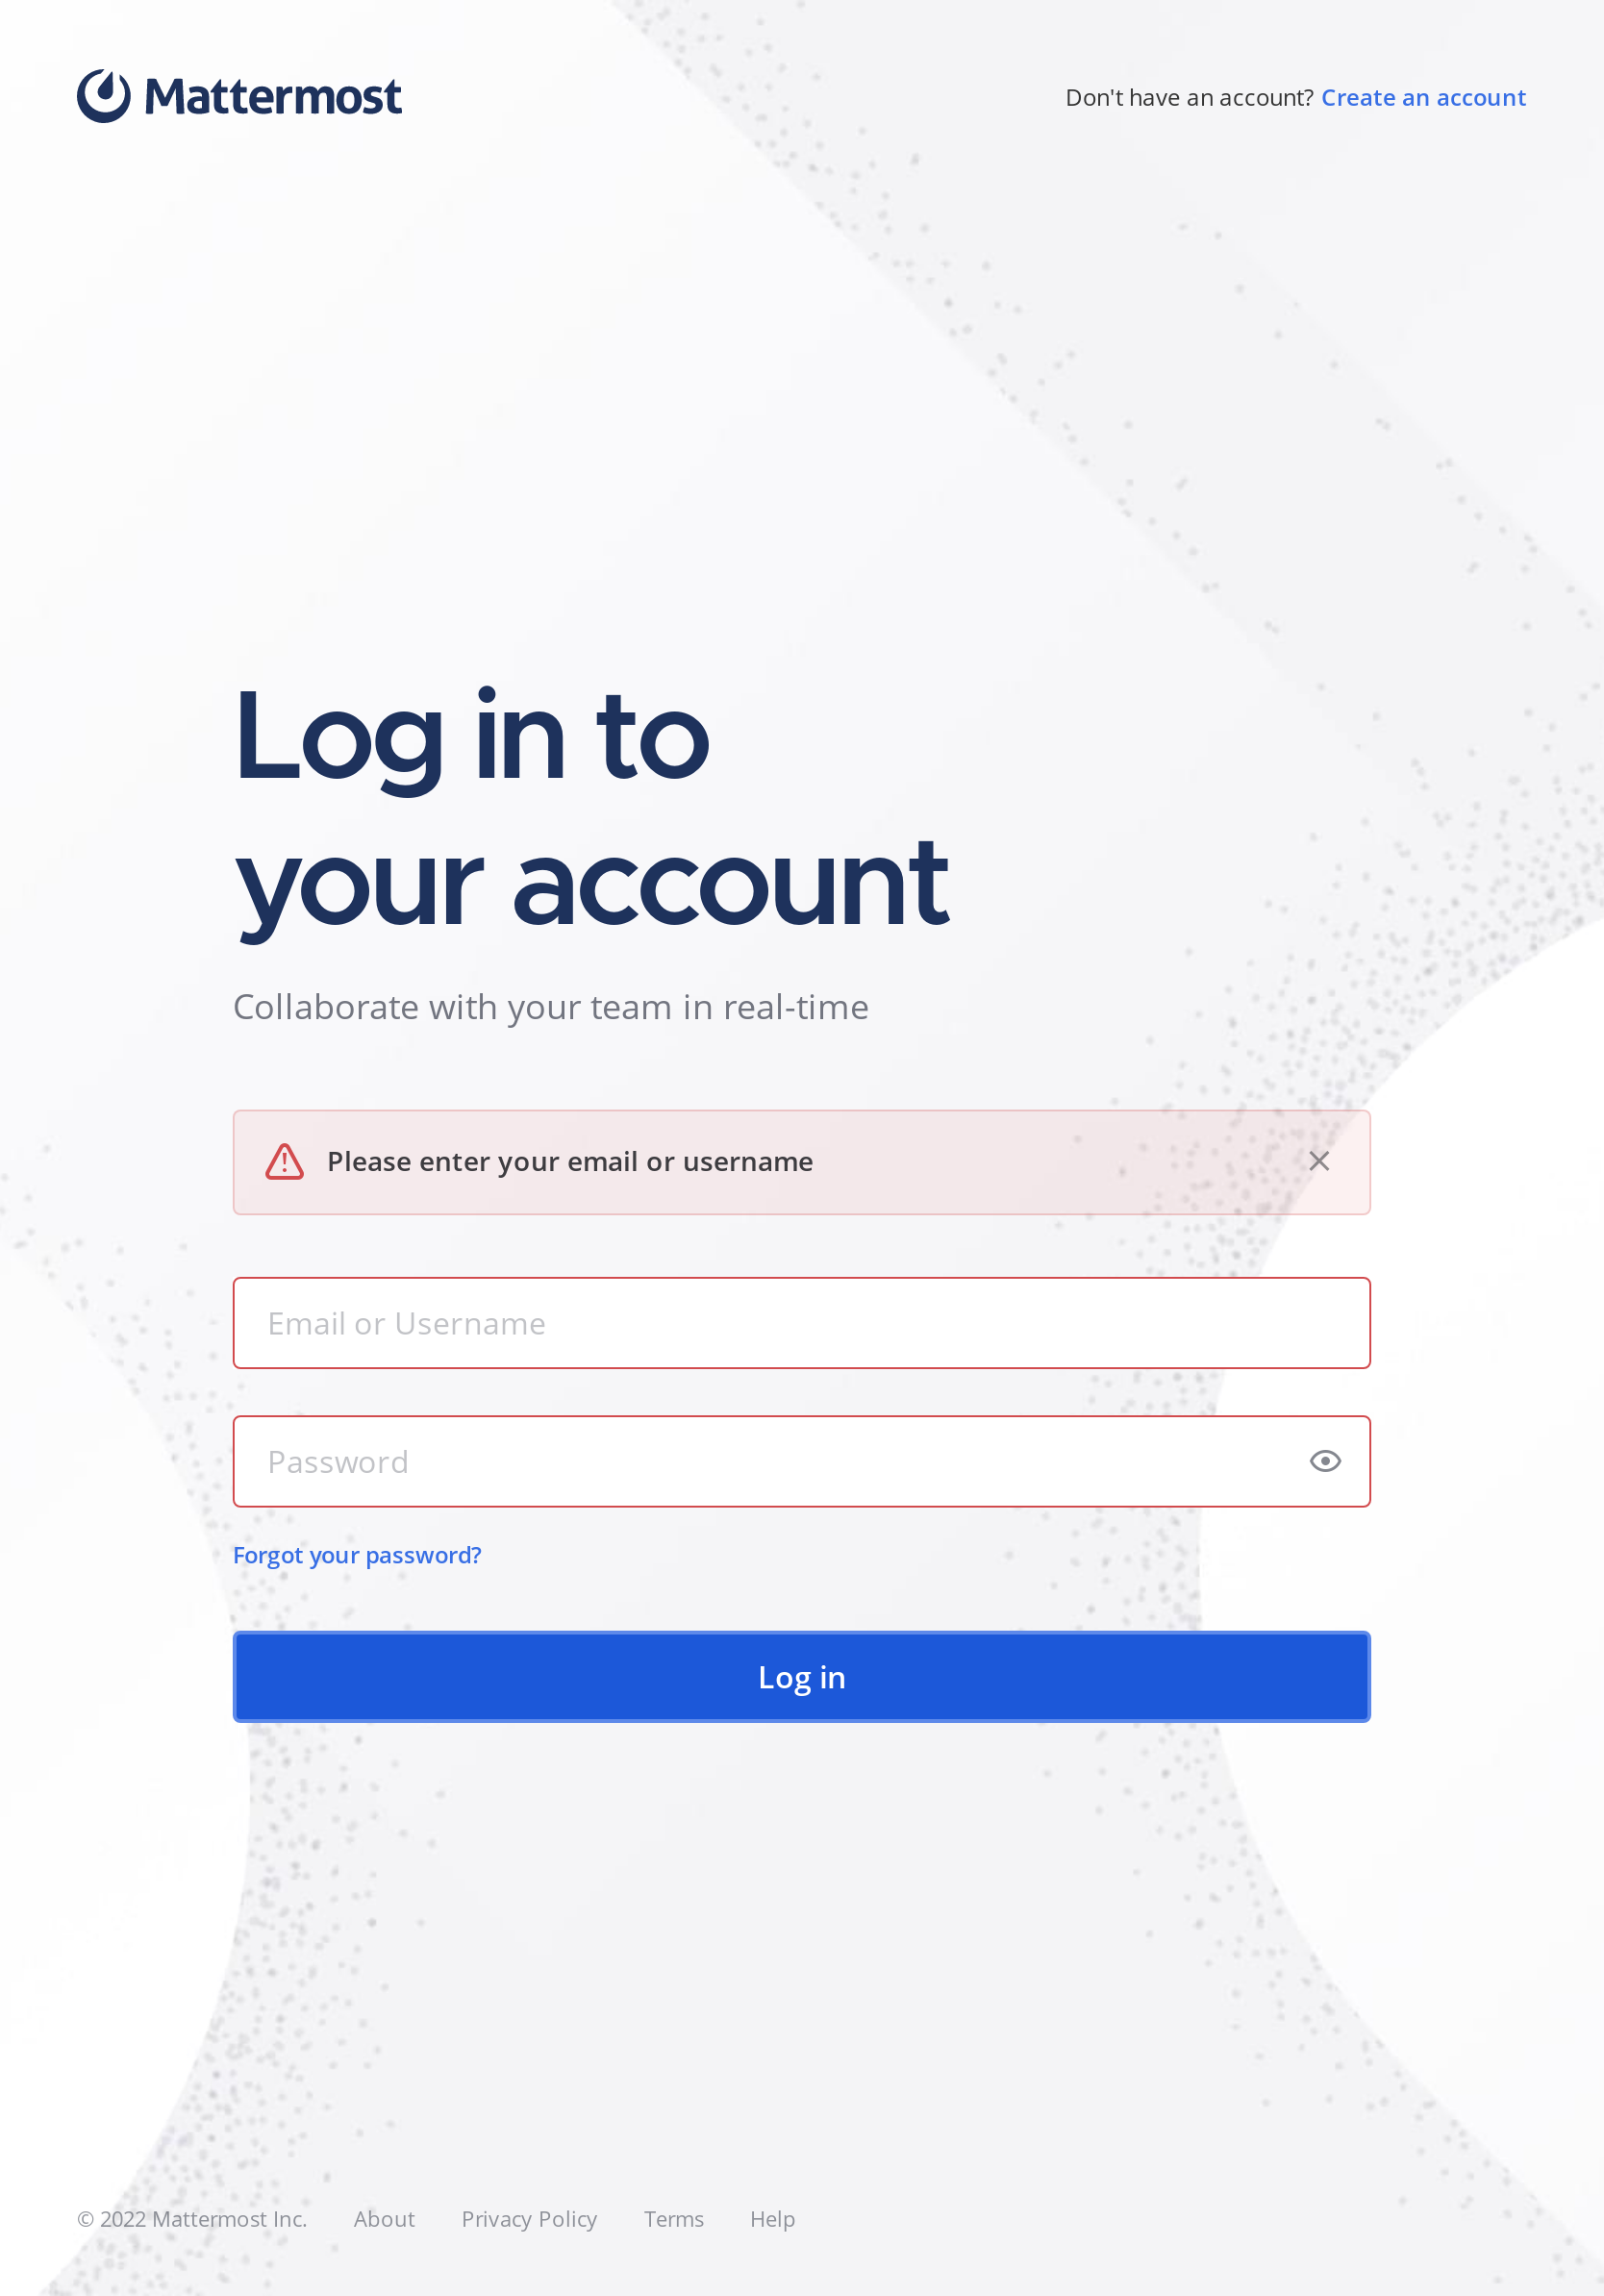 Mattermost
Don't have an account? Create an account
Log in to
your account
Collaborate with your team in real-time
Please enter your email or username
Email or Username
Password
Forgot your password?
Log in
© 2022 Mattermost Inc. About Privacy Policy Terms Help